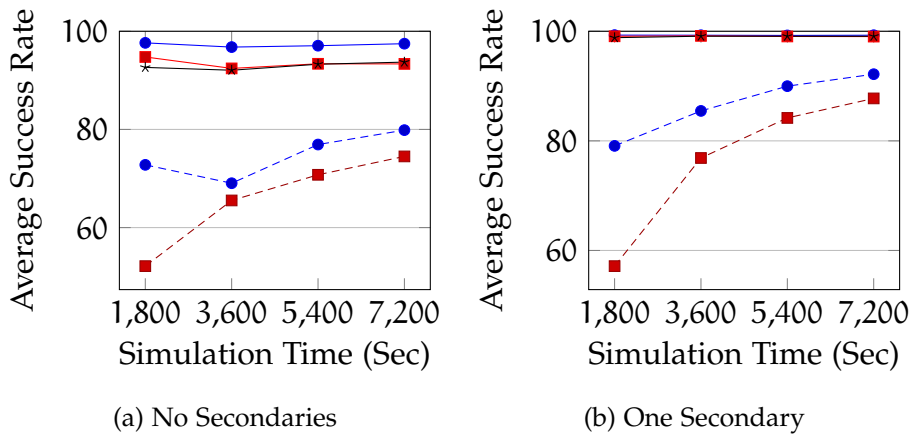 100
80
60
Average Success Rate
1,800 3,600 5,400 7,200
Simulation Time (Sec)
(a) No Secondaries
100
80
60
Average Success Rate
1,800 3,600 5,400 7,200
Simulation Time (Sec)
(b) One Secondary